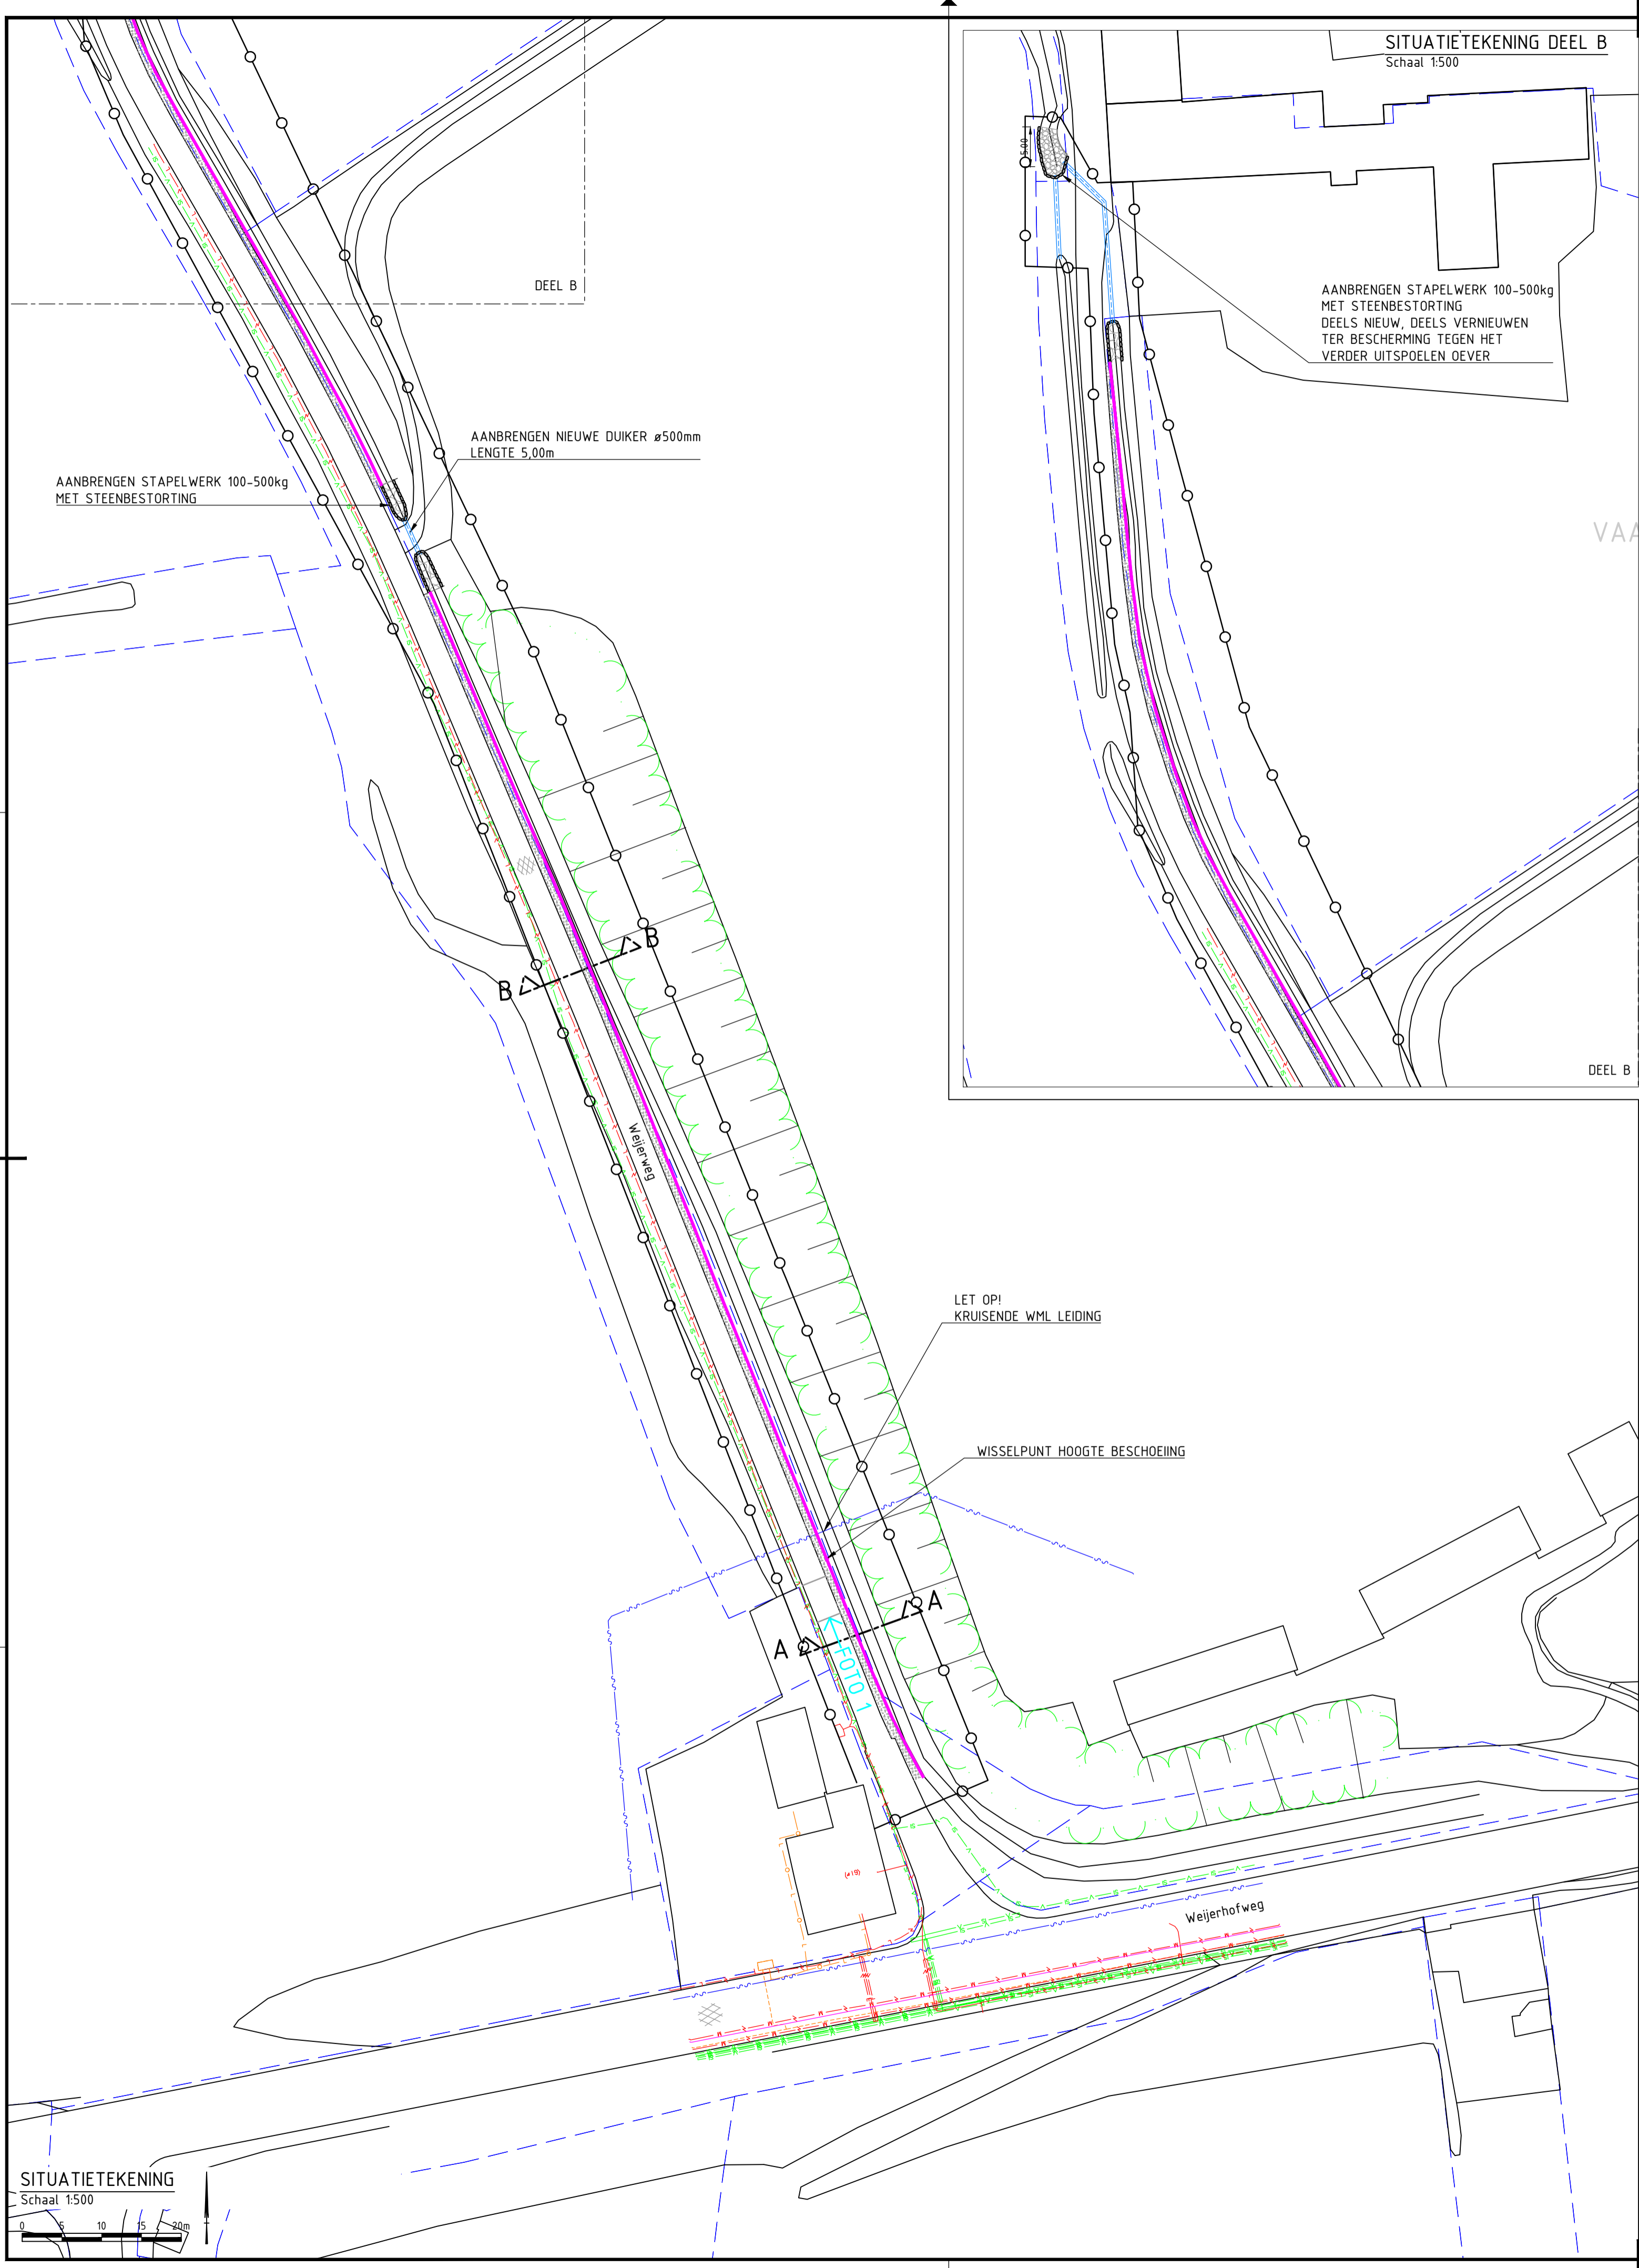 SITUATIETEKENING DEEL B
Schaal 1:500
5.00
AANBRENGEN STAPELWERK 100-500kg
MET STEENBESTORTING
DEELS NIEUW, DEELS VERNIEUWEN
TER BESCHERMING TEGEN HET
VERDER UITSPOELEN OEVER
DEEL B
AANBRENGEN NIEUWE DUIKER ø500mm
LENGTE 5,00m
AANBRENGEN STAPELWERK 100-500kg
MET STEENBESTORTING
VAA
B
B
DEEL B
Weijerweg
LET OP!
KRUISENDE WML LEIDING
WISSELPUNT HOOGTE BESCHOEIING
A
A
FOTO 1
Weijerhofweg
SITUATIETEKENING
Schaal 1:500
0 5 10 15 20m